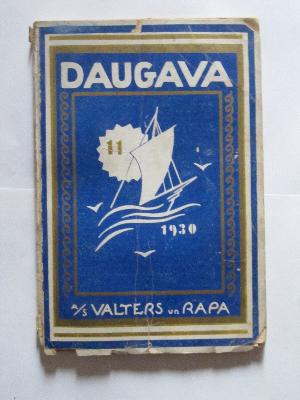 DAUGAVA
11
1930
A/S VALTERS un RAPA